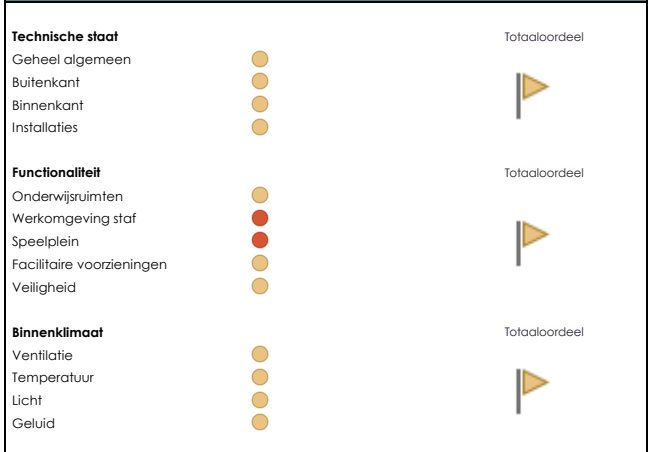 Technische staat Totaaloordeel
Geheel algemeen
Buitenkant
Binnenkant
Installaties
Functionaliteit Totaaloordeel
Onderwijsruimten
Werkomgeving staf
Speelplein
Facilitaire voorzieningen
Veiligheid
Binnenklimaat Totaaloordeel
Ventilatie
Temperatuur
Licht
Geluid